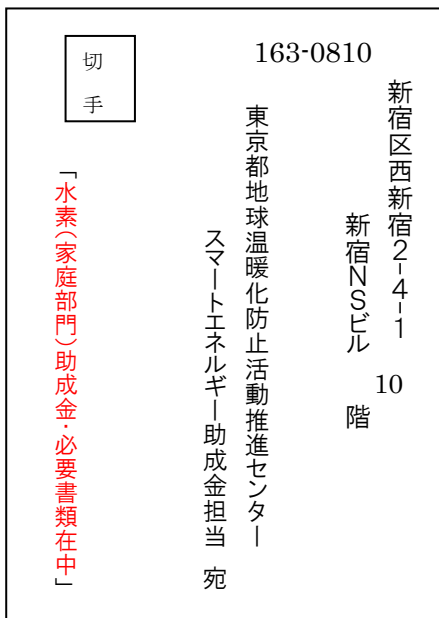 163-0810
新宿区西新宿2-4-1
新宿NSビル 10 階
東京都地球温暖化防止活動推進センター
スマートエネルギー助成金担当 宛
切手
「水素(家庭部門)助成金・必要書類在中」